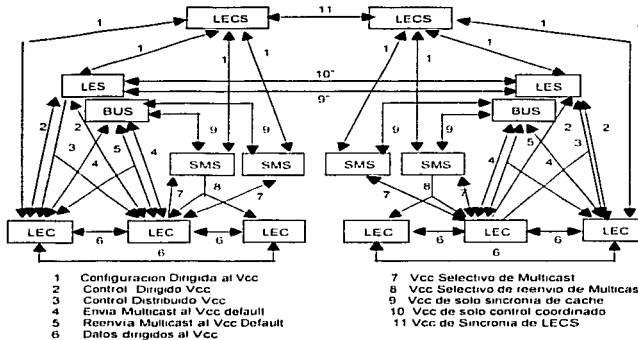 LECS 11 LECS
1 1 1 1 1 1 1 1
10"
LES LES
9"
BUS BUS
2 2 9 9 9 9 2 2
3 5 4 SMS SMS SMS SMS 4 5 3
4 4
7 8 7 7 8 7
LEC 6 LEC 6 LEC LEC 6 LEC 6 LEC
6 6
1 Configuracion Dirigida al Vcc
2 Control Dirigido Vcc
3 Control Distribuido Vcc
4 Envia Multicast al Vcc default
5 Reenvia Multicast al Vcc Default
6 Datos dirigidos al Vcc
7 Vcc Selectivo de Multicast
8 Vcc Selectivo de reenvio de Multicas
9 Vcc de solo sincronia de cache
10 Vcc de solo control coordinado
11 Vcc de Sincronia de LECS